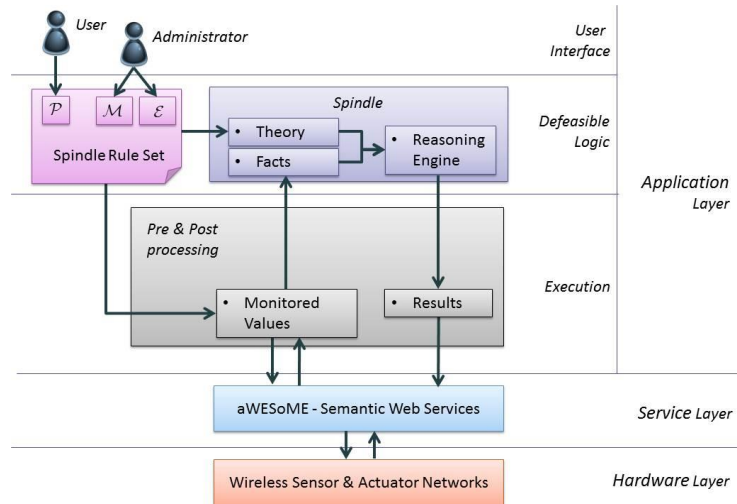 User
Administrator
User
Interface
P
M
E
Spindle Rule Set
Spindle
• Theory
• Facts
• Reasoning
Engine
Defeasible
Logic
Application
Layer
Pre & Post
processing
• Monitored
Values
• Results
Execution
aWESoME - Semantic Web Services
Service Layer
Wireless Sensor & Actuator Networks
Hardware Layer